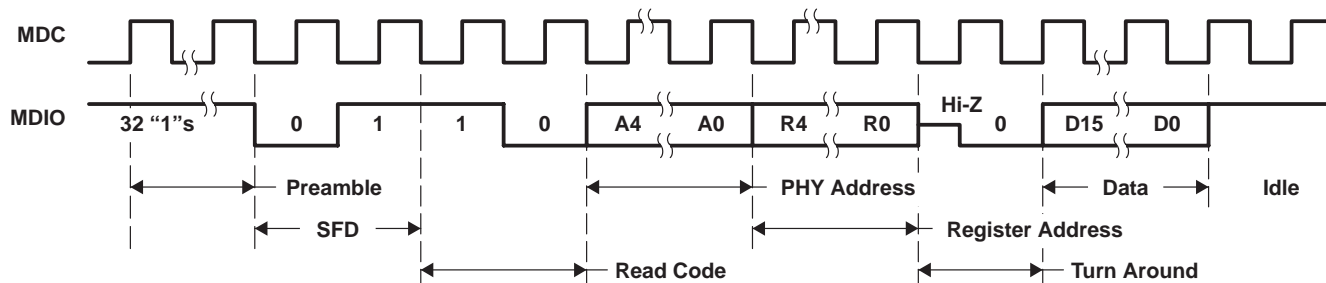 MDC
MDIO
32 “1”s 0 1 1 0 A4 A0 R4 R0 Hi-Z 0 D15 D0
Preamble PHY Address Data Idle
SFD Register Address
Read Code Turn Around